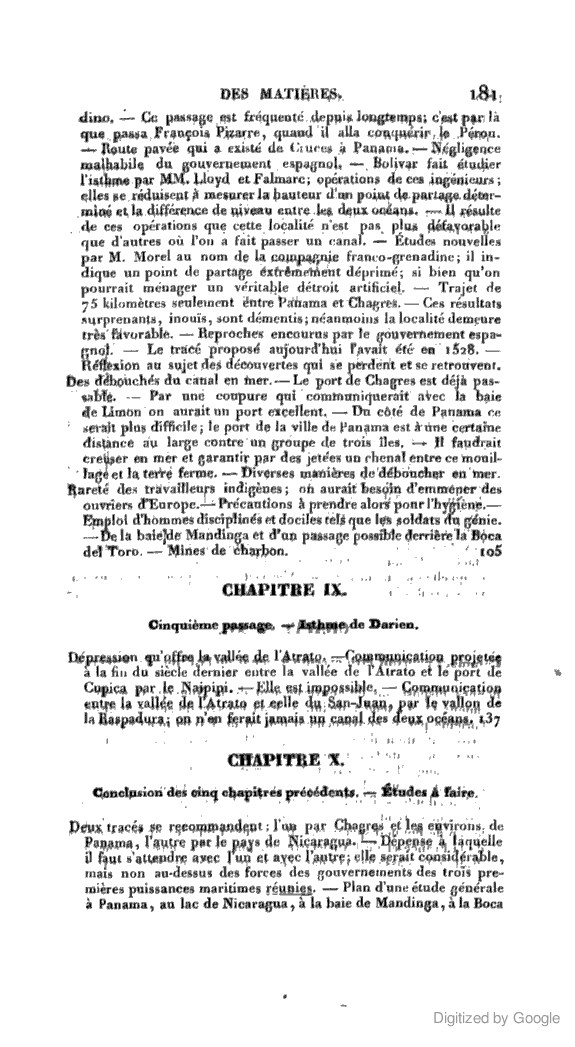 DES MATIÈRES. 181
dino. — Ce passage est fréquenté depuis longtemps; c'est par là
que passa François Pizarre, quand il alla conquérir le Pérou.
— Route pavée qui a existé de Cruces à Panama. — Négligence
malhabile du gouvernement espagnol. — Bolivar fait étudier
l'isthme par MM. Lloyd et Falmarc; opérations de ces ingénieurs;
elles se réduisent à mesurer la hauteur d'un point de partage déter-
miné et la différence de niveau entre les deux océans. — Il résulte
de ces opérations que cette localité n'est pas plus défavorable
que d'autres où l'on a fait passer un canal. — Études nouvelles
par M. Morel au nom de la compagnie franco-grenadine; il in-
dique un point de partage extrêmement déprimé; si bien qu'on
pourrait ménager un véritable détroit artificiel. — Trajet de
75 kilomètres seulement entre Panama et Chagres. — Ces résultats
surprenants, inouïs, sont démentis; néanmoins la localité demeure
très favorable. — Reproches encourus par le gouvernement espa-
gnol. — Le tracé proposé aujourd'hui l'avait été en 1528. —
Réflexion au sujet des découvertes qui se perdent et se retrouvent.
Des débouchés du canal en mer. — Le port de Chagres est déjà pas-
sable. — Par une coupure qui communiquerait avec la baie
de Limon on aurait un port excellent. — Du côté de Panama ce
serait plus difficile; le port de la ville de Panama est à une certaine
distance au large contre un groupe de trois îles. — Il faudrait
creuser en mer et garantir par des jetées un chenal entre ce mouil-
lage et la terre ferme. — Diverses manières de déboucher en mer.
Rareté des travailleurs indigènes; on aurait besoin d'emmener des
ouvriers d'Europe. — Précautions à prendre alors pour l'hygiène. —
Emploi d'hommes disciplinés et dociles tels que les soldats du génie.
— De la baie de Mandinga et d'un passage possible derrière la Boca
del Toro. — Mines de charbon. 105
CHAPITRE IX.
Cinquième passage. — Isthme de Darien.
Dépression qu'offre la vallée de l'Atrato. — Communication projetée
à la fin du siècle dernier entre la vallée de l'Atrato et le port de
Cupica par le Naipipi. — Elle est impossible. — Communication
entre la vallée de l'Atrato et celle du San-Juan, par le vallon de
la Raspadura; on n'en ferait jamais un canal des deux océans. 137
CHAPITRE X.
Conclusion des cinq chapitres précédents. — Études à faire.
Deux tracés se recommandent: l'un par Chagres et les environs de
Panama, l'autre par le pays de Nicaragua. — Dépense à laquelle
il faut s'attendre avec l'un et avec l'autre; elle serait considérable,
mais non au-dessus des forces des gouvernements des trois pre-
mières puissances maritimes réunies. — Plan d'une étude générale
à Panama, au lac de Nicaragua, à la baie de Mandinga, à la Boca
Digitized by Google